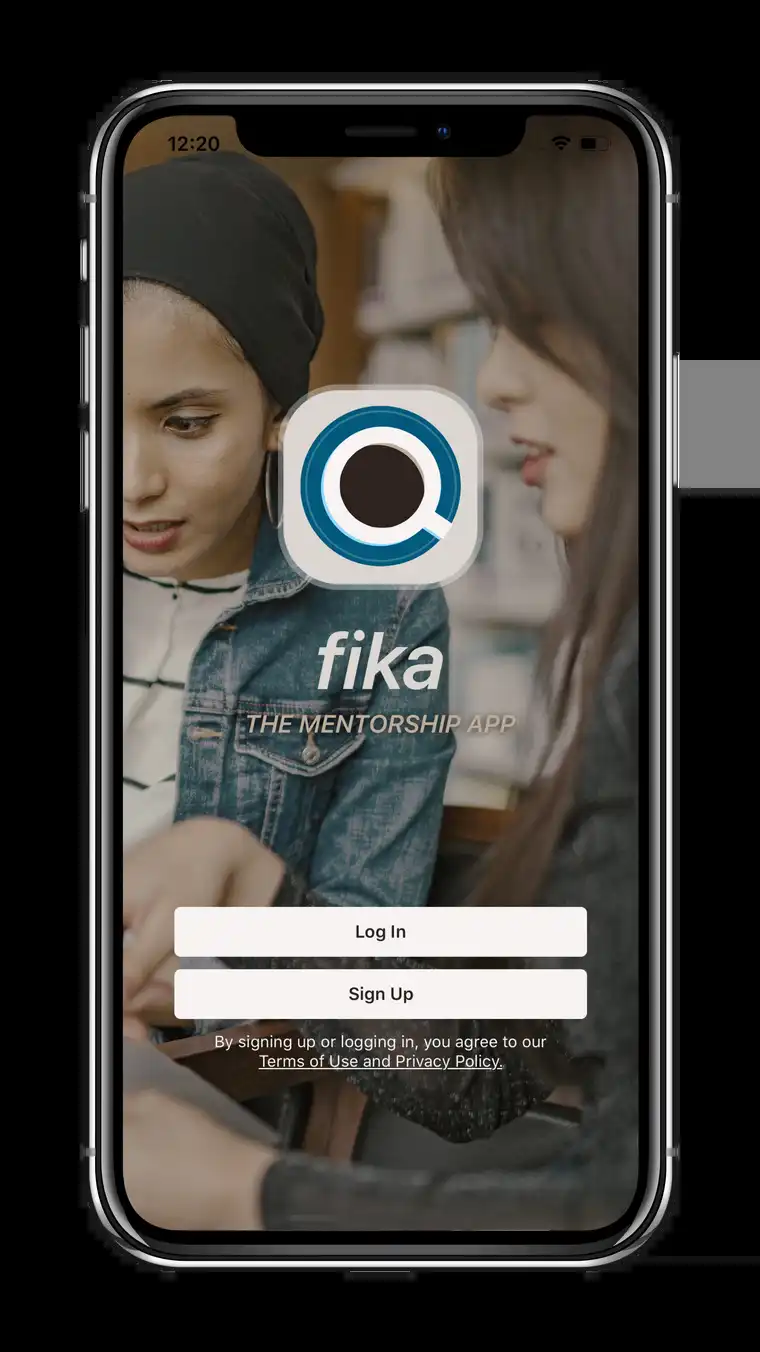 12:20
fika
THE MENTORSHIP APP
Log In
Sign Up
By signing up or logging in, you agree to our
Terms of Use and Privacy Policy.